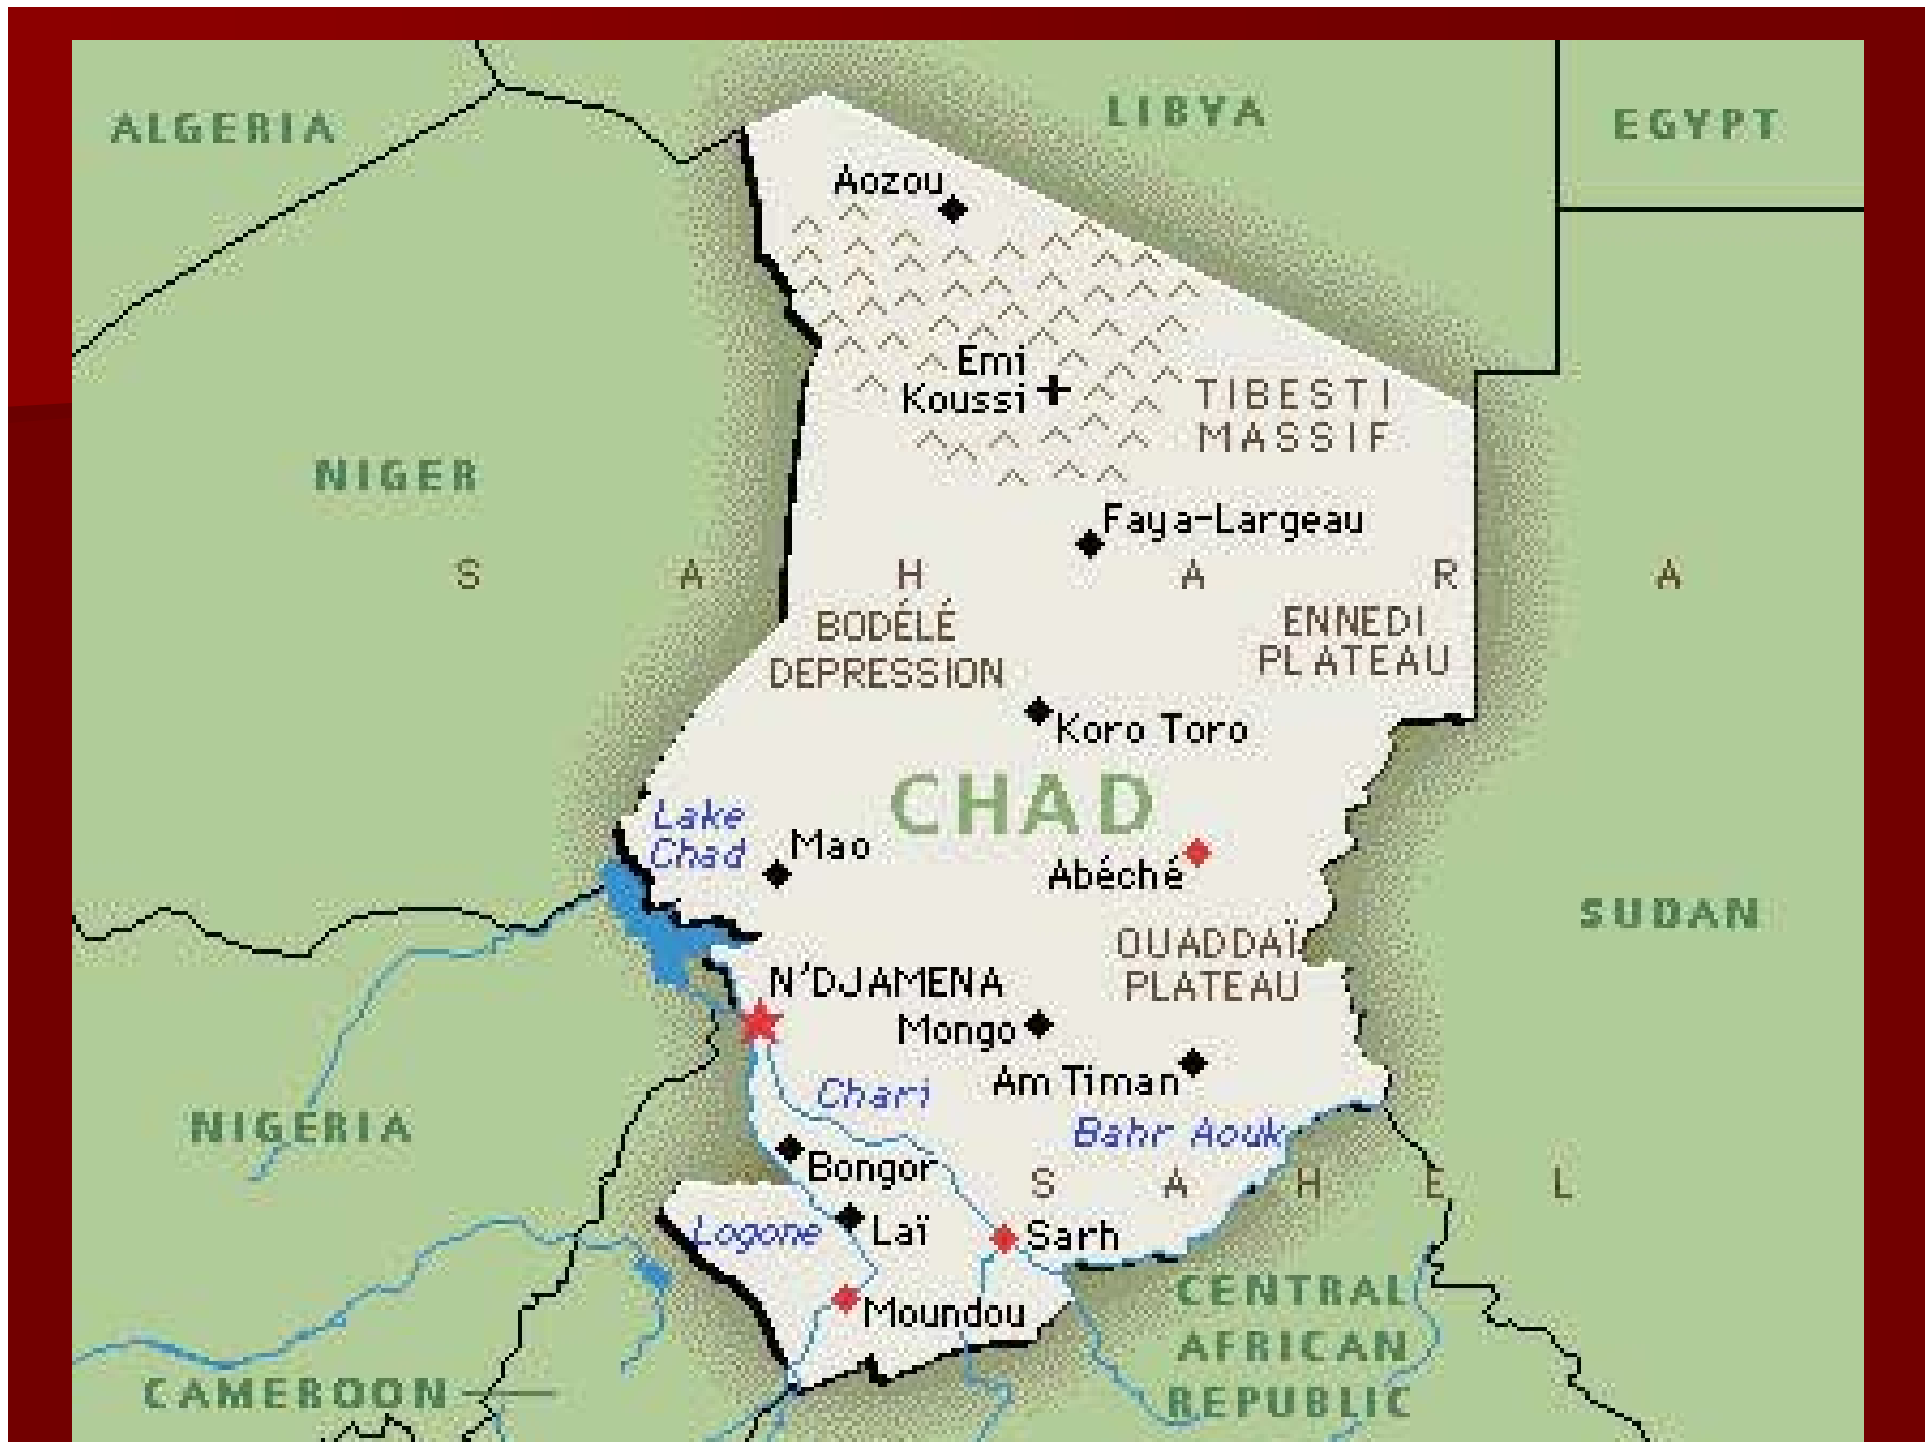 ALGERIA
LIBYA
EGYPT
Aozou
Emi
Koussi
TIBESTI
MASSIF
NIGER
Faya-Largeau
S A H A R A
BODÉLÉ
DEPRESSION
ENNEDI
PLATEAU
Koro Toro
CHAD
Lake
Chad
Mao
Abéché
SUDAN
OUADDAÏ
PLATEAU
N'DJAMENA
Mongo
Am Timan
Chari
NIGERIA
Bahr Aouk
Bongor
S A H E L
Logone
Laï
Sarh
Moundou
CENTRAL
AFRICAN
REPUBLIC
CAMEROON